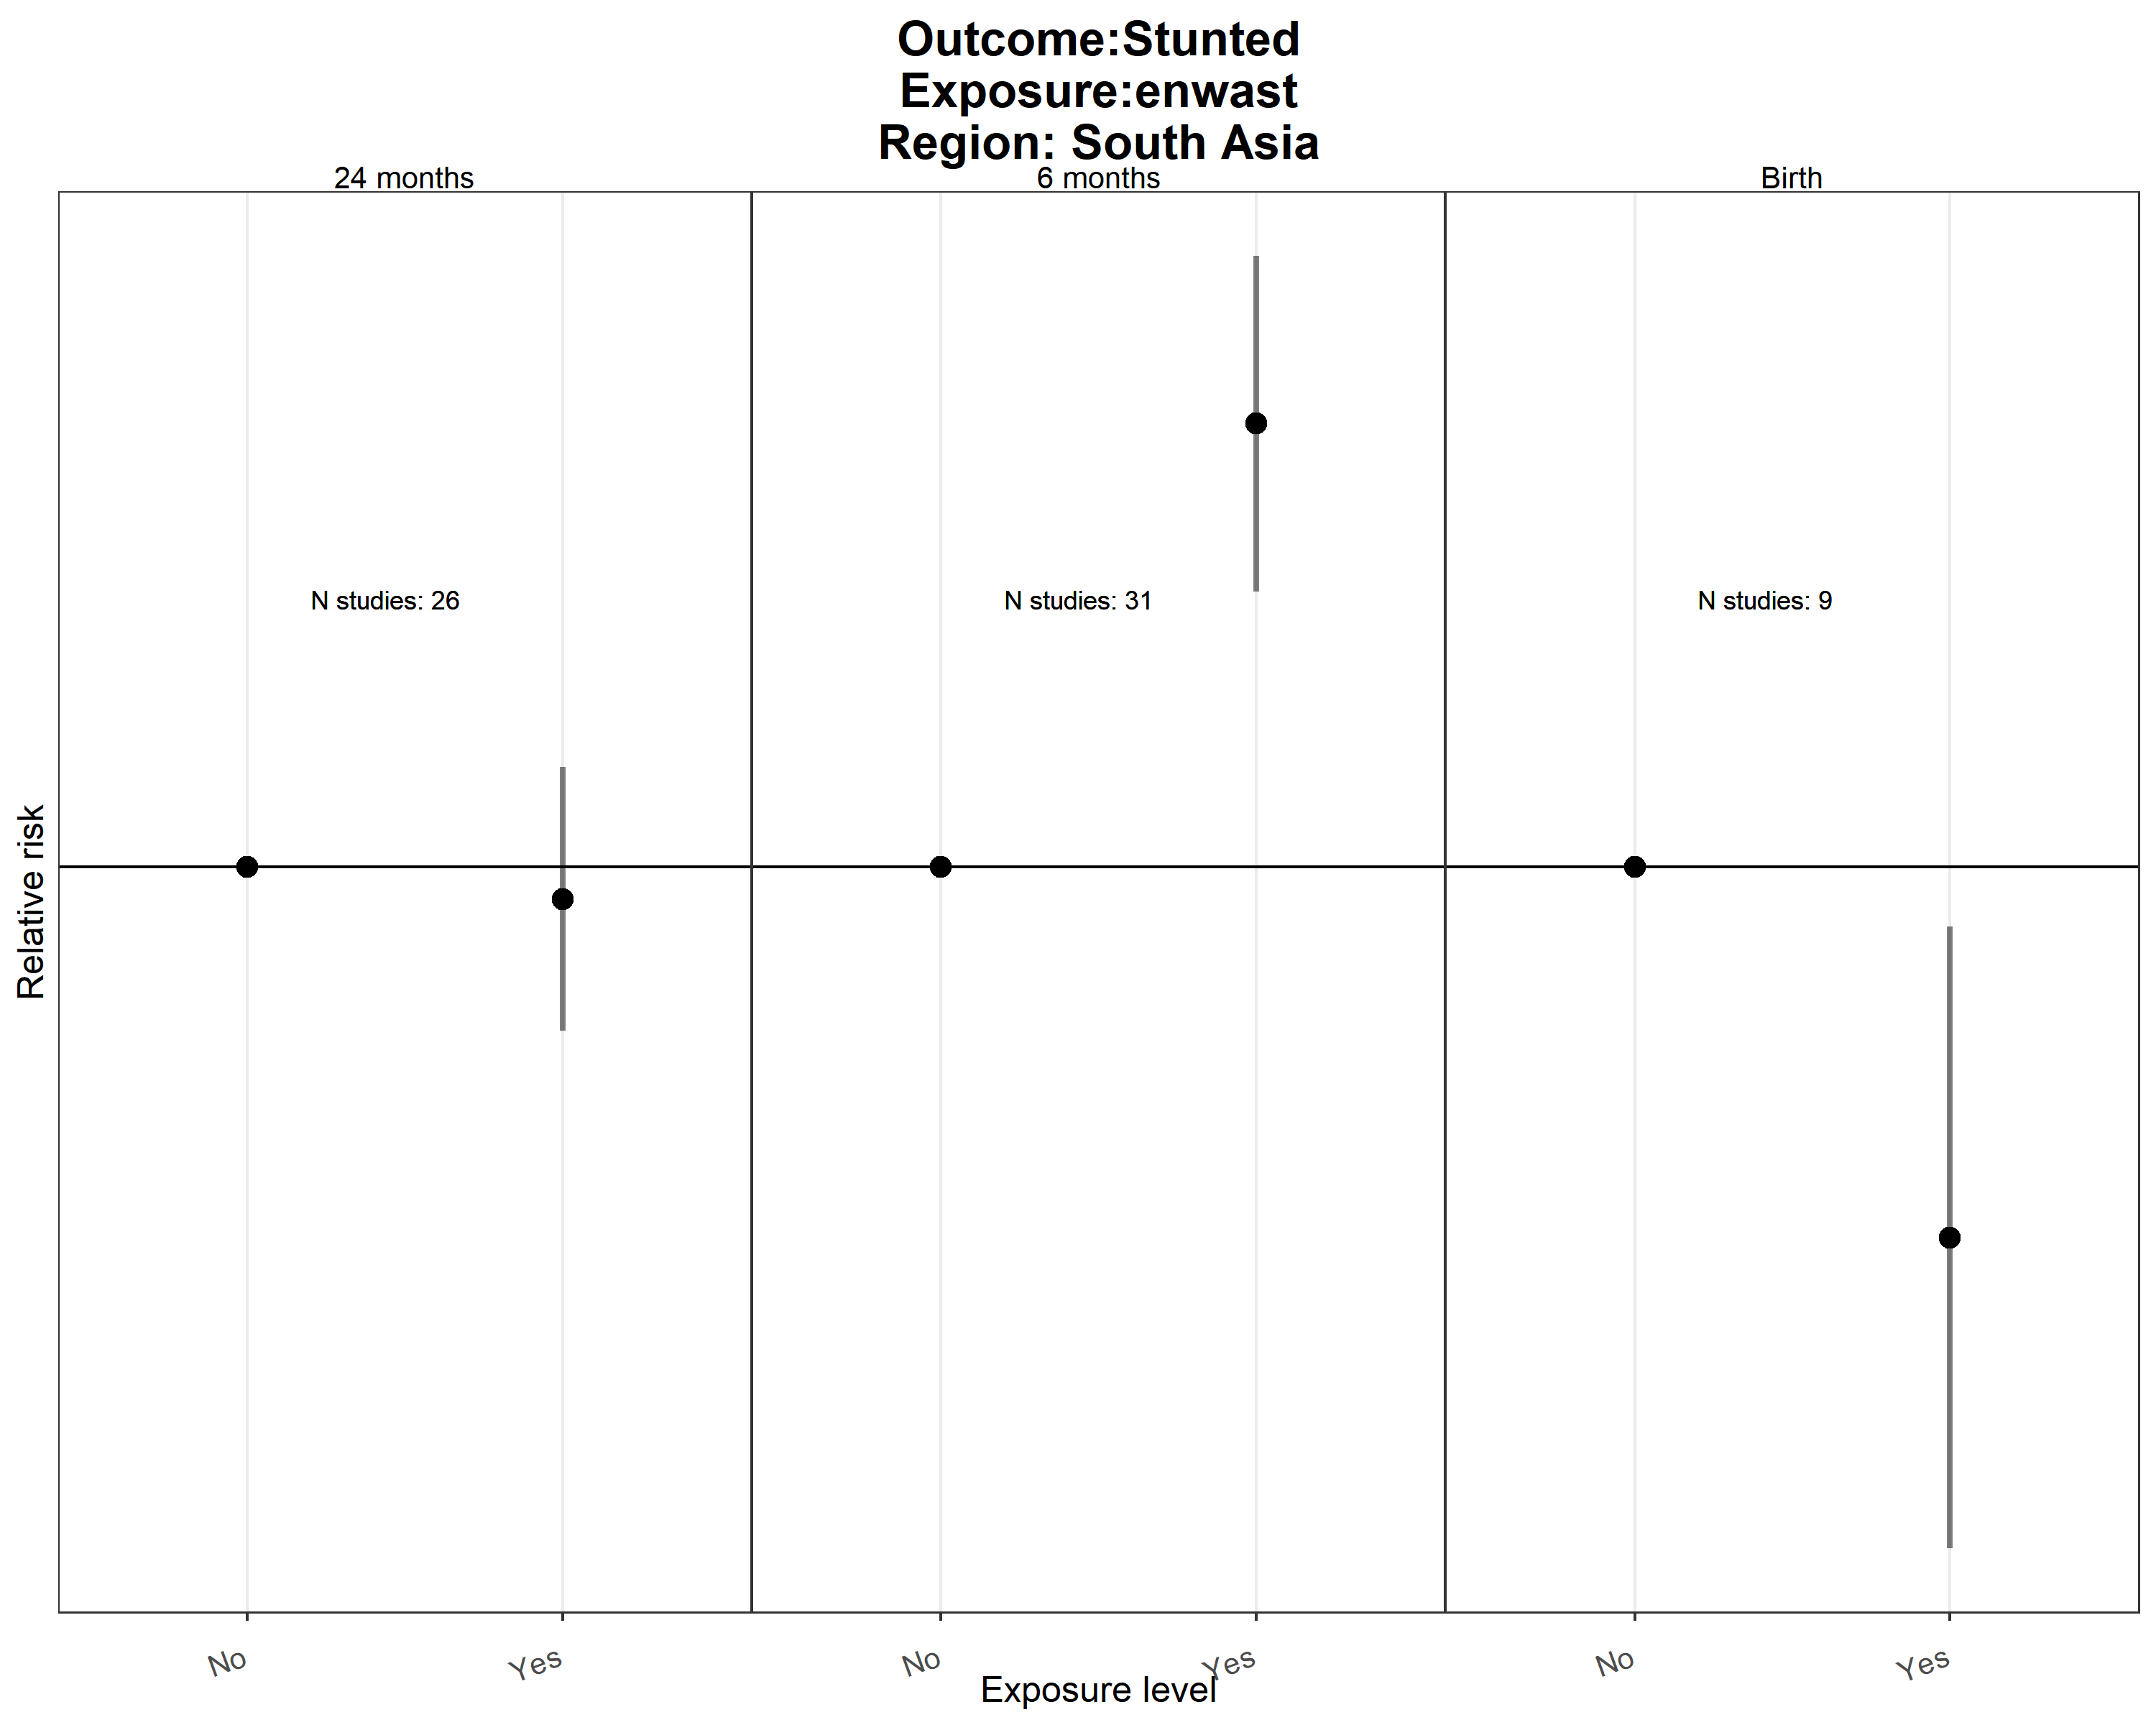 Outcome:Stunted
Exposure:enwast
Region: South Asia
24 months
6 months
Birth
N studies: 26
N studies: 31
N studies: 9
Relative risk
No
Yes
No
Yes
No
Yes
Exposure level